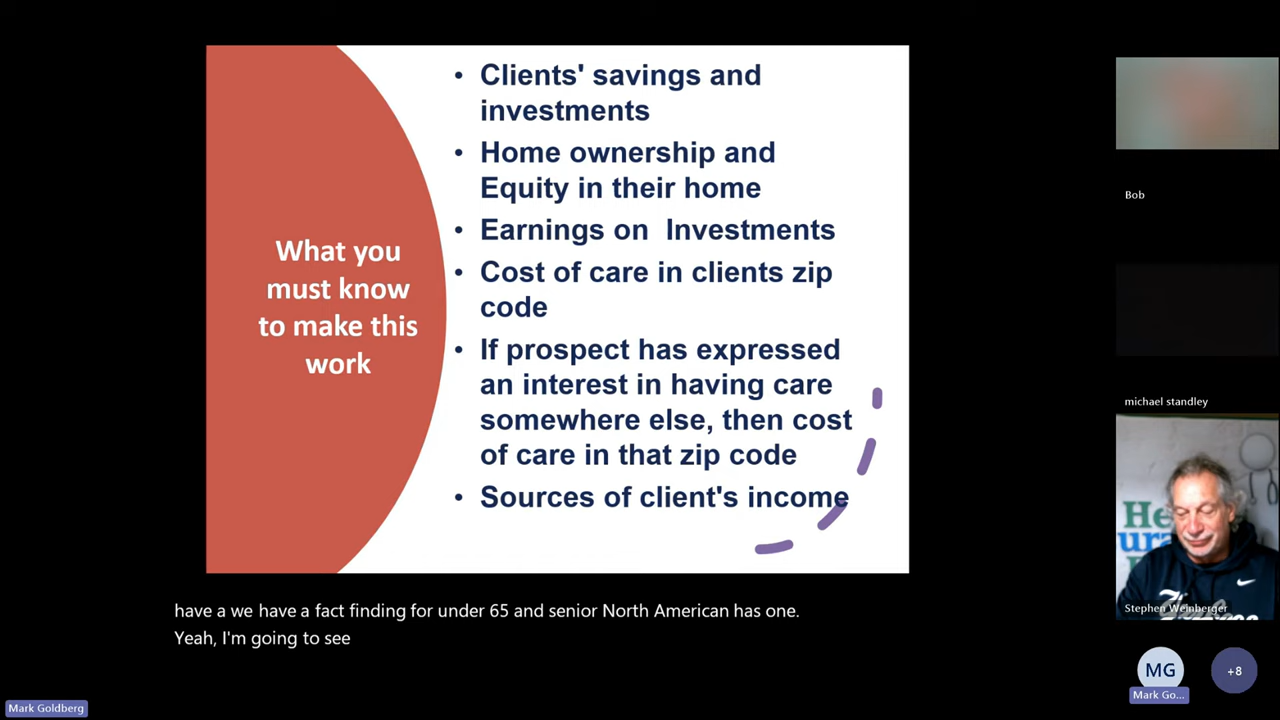 What you
must know
to make this
work
• Clients' savings and
investments
• Home ownership and
Equity in their home
• Earnings on  Investments
• Cost of care in clients zip
code
• If prospect has expressed
an interest in having care
somewhere else, then cost
of care in that zip code
• Sources of client's income
have a we have a fact finding for under 65 and senior North American has one.
Yeah, I'm going to see
Mark Goldberg
Bob
michael standley
He
ura
Stephen Weinberger
MG
Mark Go...
+8